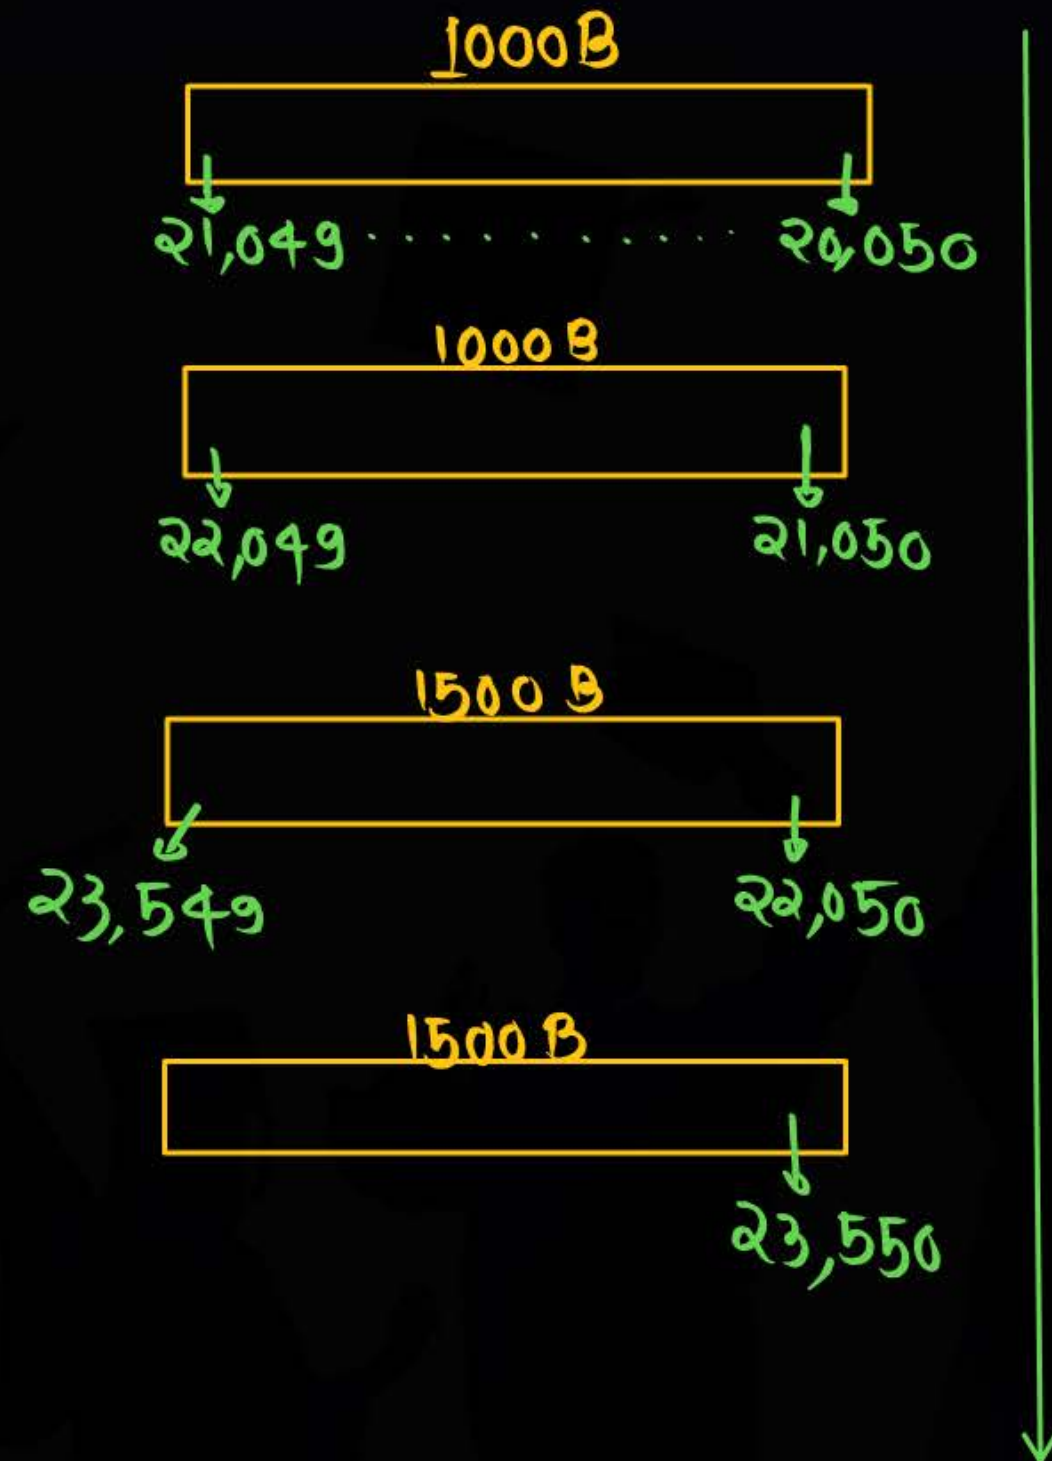 1000B
21,049 . . . . . . . . . 20,050
1000 B
22,049 21,050
1500 B
23,549 22,050
1500 B
23,550